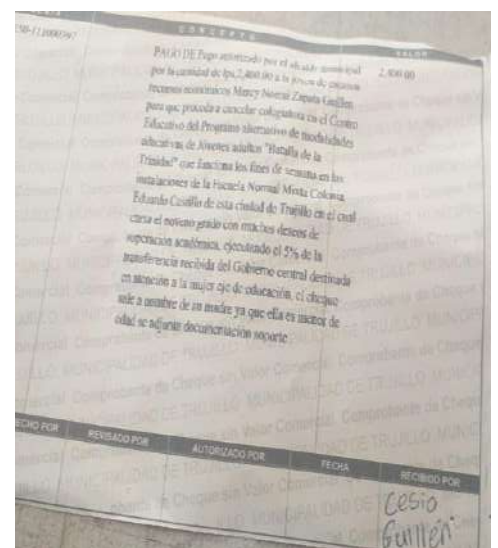 CONCEPTO VALOR
PAGO DE Pago autorizado por el alcalde municipal 2,400.00
por la cantidad de lps,2,400.00 a la joven de escasos
recursos económicos Mercy Noemi Zapata Guillen
para que proceda a cancelar colegiatura en el Centro
Educativo del Programa alternativo de modalidades
educativas de Jóvenes adultos "Batalla de la
Trinidad" que funciona los fines de semana en las
instalaciones de la Escuela Normal Mixta Colonia,
Eduardo Castillo de esta ciudad de Trujillo en el cual
cursa el noveno grado con muchos deseos de
superación académica, ejecutando el 5% de la
transferencia recibida del Gobierno central destinada
en atención a la mujer eje de educación, el cheque
sale a nombre de su madre ya que ella es menor de
edad se adjunta documentación soporte
ECHO POR REVISADO POR AUTORIZADO POR FECHA RECIBIDO POR
Cesio
Guillen